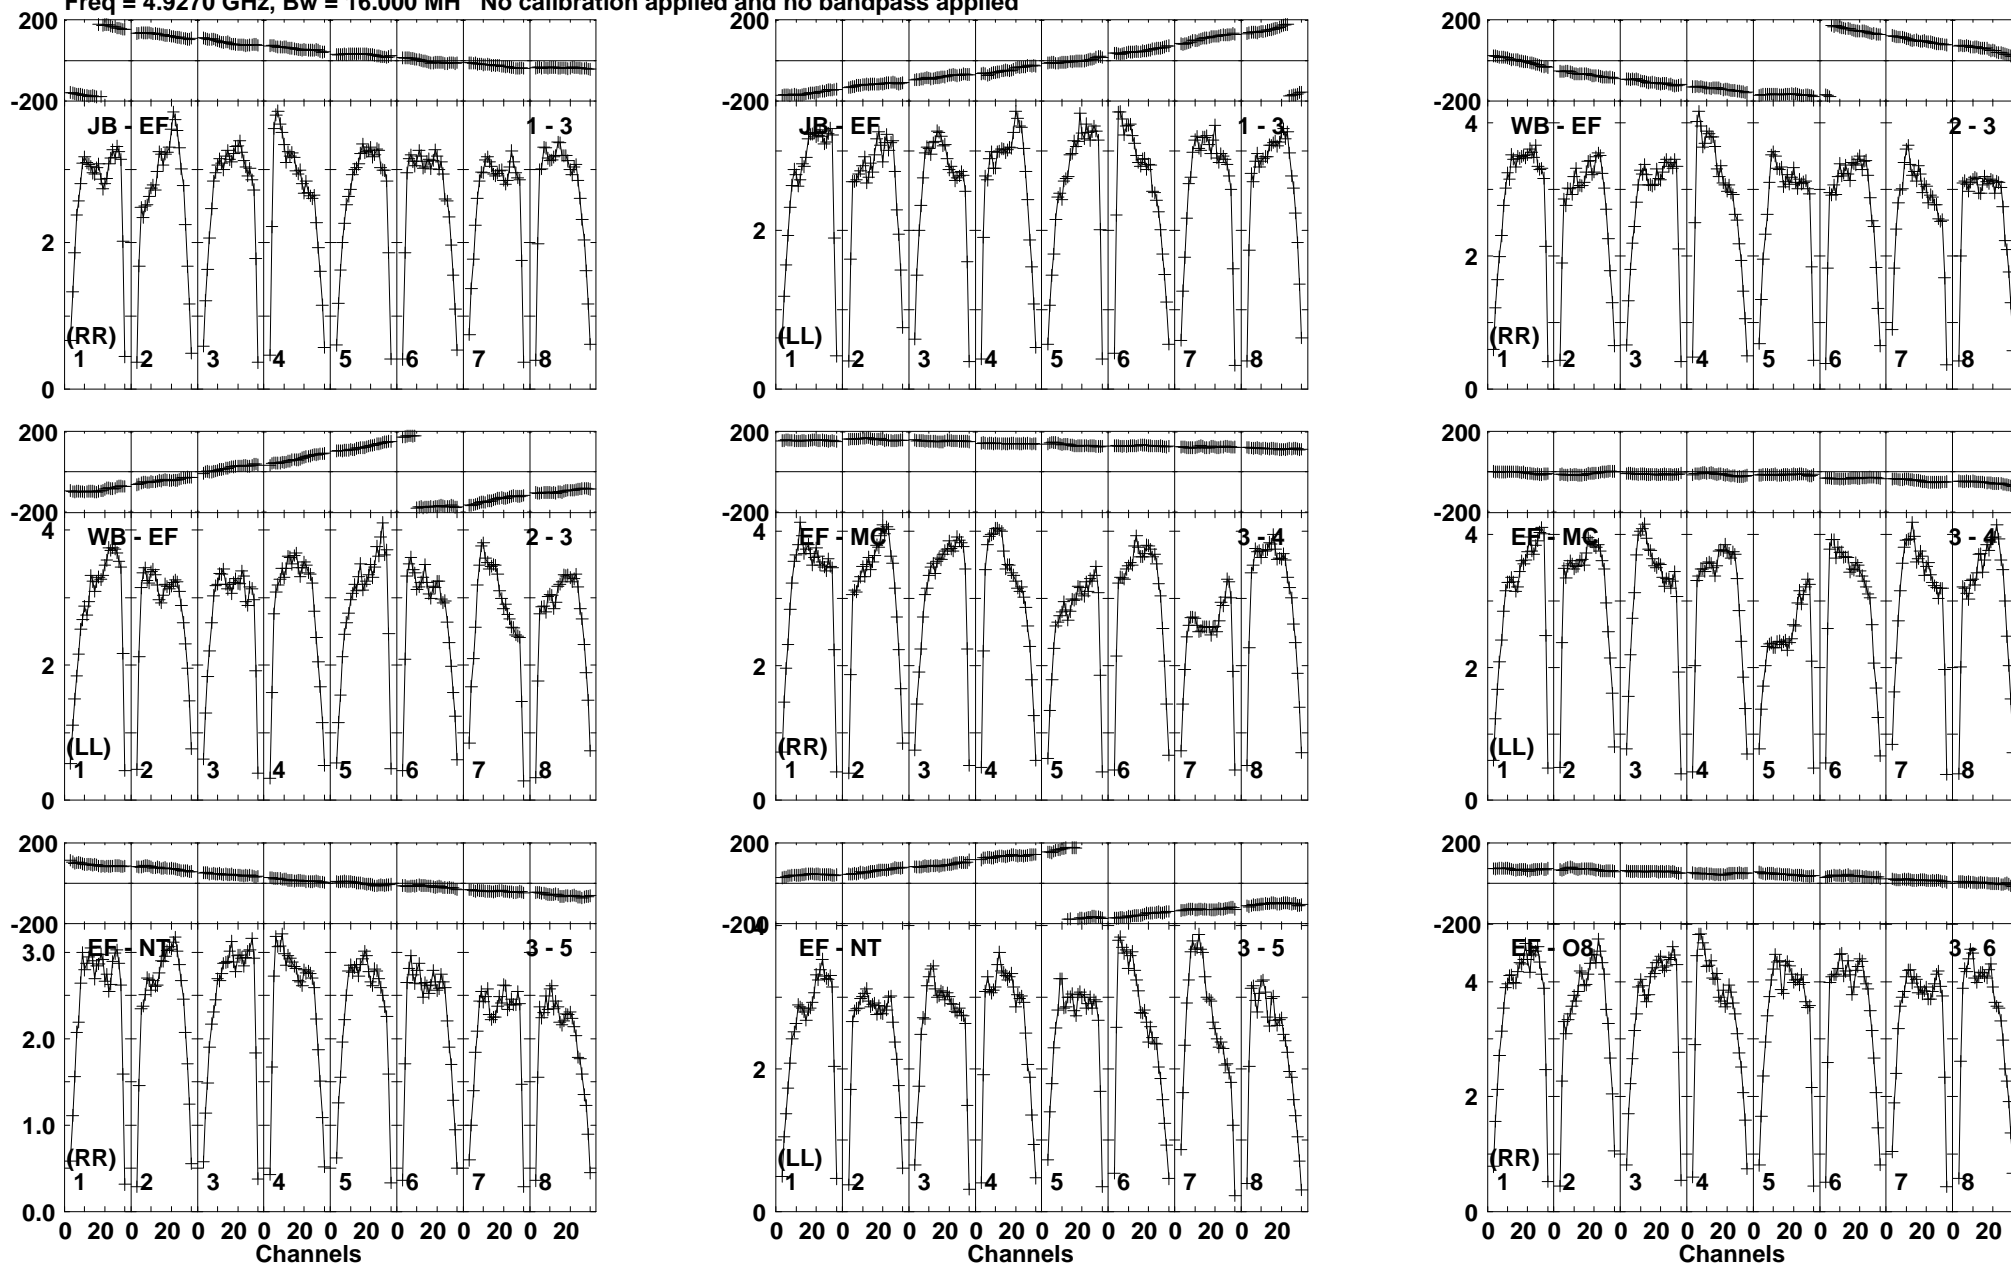 Freq = 4.9270 GHz, Bw = 16.000 MH No calibration applied and no bandpass applied
200 200 200
-200 -200 -200
JB - EF 1 - 3 JB - EF 1 - 3 4 WB - EF 2 - 3
2 2 2
(RR) (LL) (RR)
1 2 3 4 5 6 7 8 1 2 3 4 5 6 7 8 1 2 3 4 5 6 7 8
0 0 0
200 200 200
-200 -200 -200
4 WB - EF 2 - 3 4 EF - MC 3 - 4 4 EF - MC 3 - 4
2 2 2
(LL) (RR) (LL)
1 2 3 4 5 6 7 8 1 2 3 4 5 6 7 8 1 2 3 4 5 6 7 8
0 0 0
200 200 200
-200 -200 4 -200
3.0 EF - NT 3 - 5 EF - NT 3 - 5 EF - O8 3 - 6
4
2.0 2 2
1.0
(RR) (LL) (RR)
1 2 3 4 5 6 7 8 1 2 3 4 5 6 7 8 1 2 3 4 5 6 7 8
0.0 0 0
0 20 0 20 0 20 0 20 0 20 0 20 0 20 0 20 0 20 0 20 0 20 0 20 0 20 0 20 0 20 0 20 0 20 0 20 0 20 0 20 0 20 0 20 0 20 0 20
Channels Channels Channels